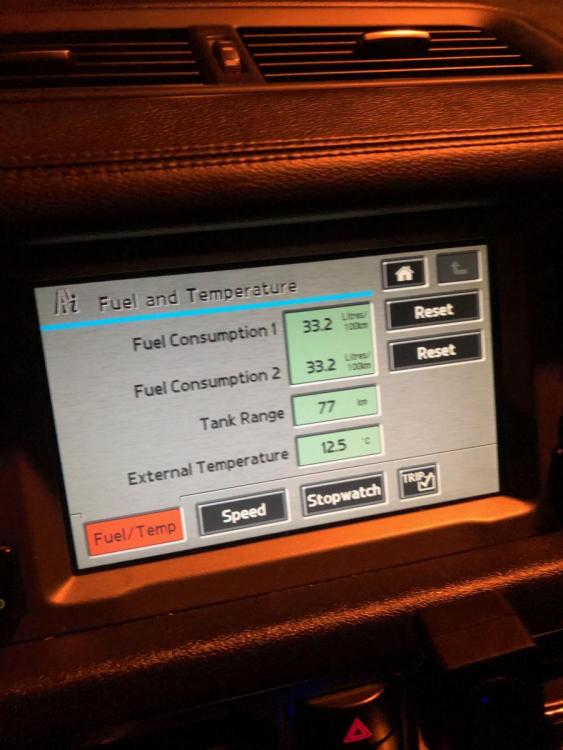 Fuel and Temperature
Fuel Consumption 1 33.2 Litres/ 100km
Reset
Fuel Consumption 2 33.2 Litres/ 100km
Reset
Tank Range 77 km
External Temperature 12.5 °C
Fuel/Temp Speed Stopwatch TRIP